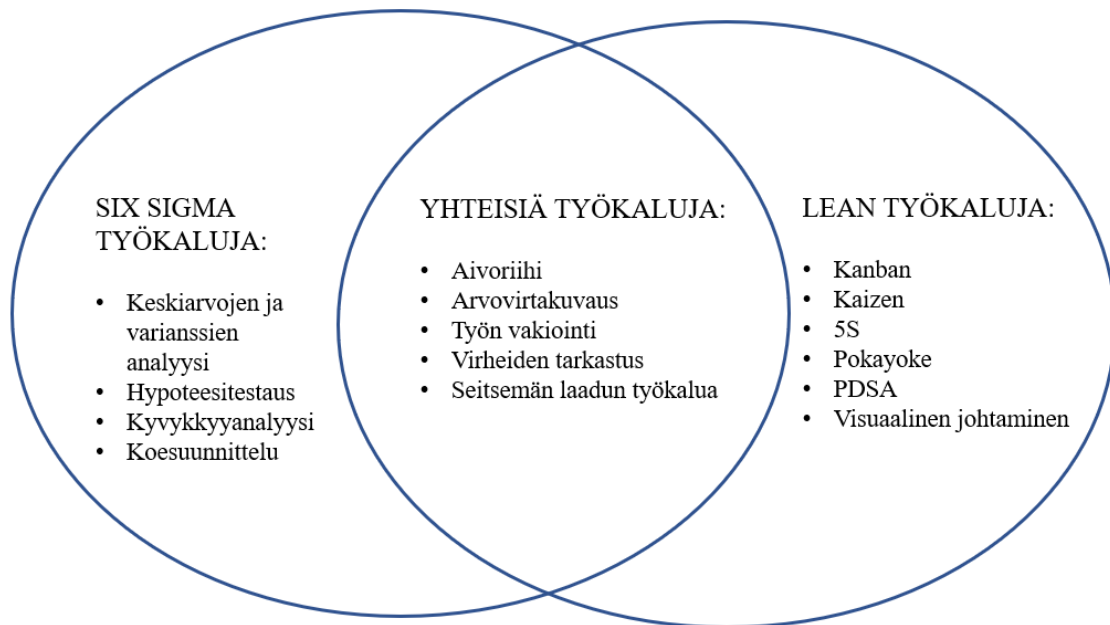 SIX SIGMA
TYÖKALUJA:
• Keskiarvojen ja
varianssien
analyysi
• Hypoteesitestaus
• Kyvykkyyanalyysi
• Koesuunnittelu
YHTEISIÄ TYÖKALUJA:
• Aivoriihi
• Arvovirtakuvaus
• Työn vakiointi
• Virheiden tarkastus
• Seitsemän laadun työkalua
LEAN TYÖKALUJA:
• Kanban
• Kaizen
• 5S
• Pokayoke
• PDSA
• Visuaalinen johtaminen